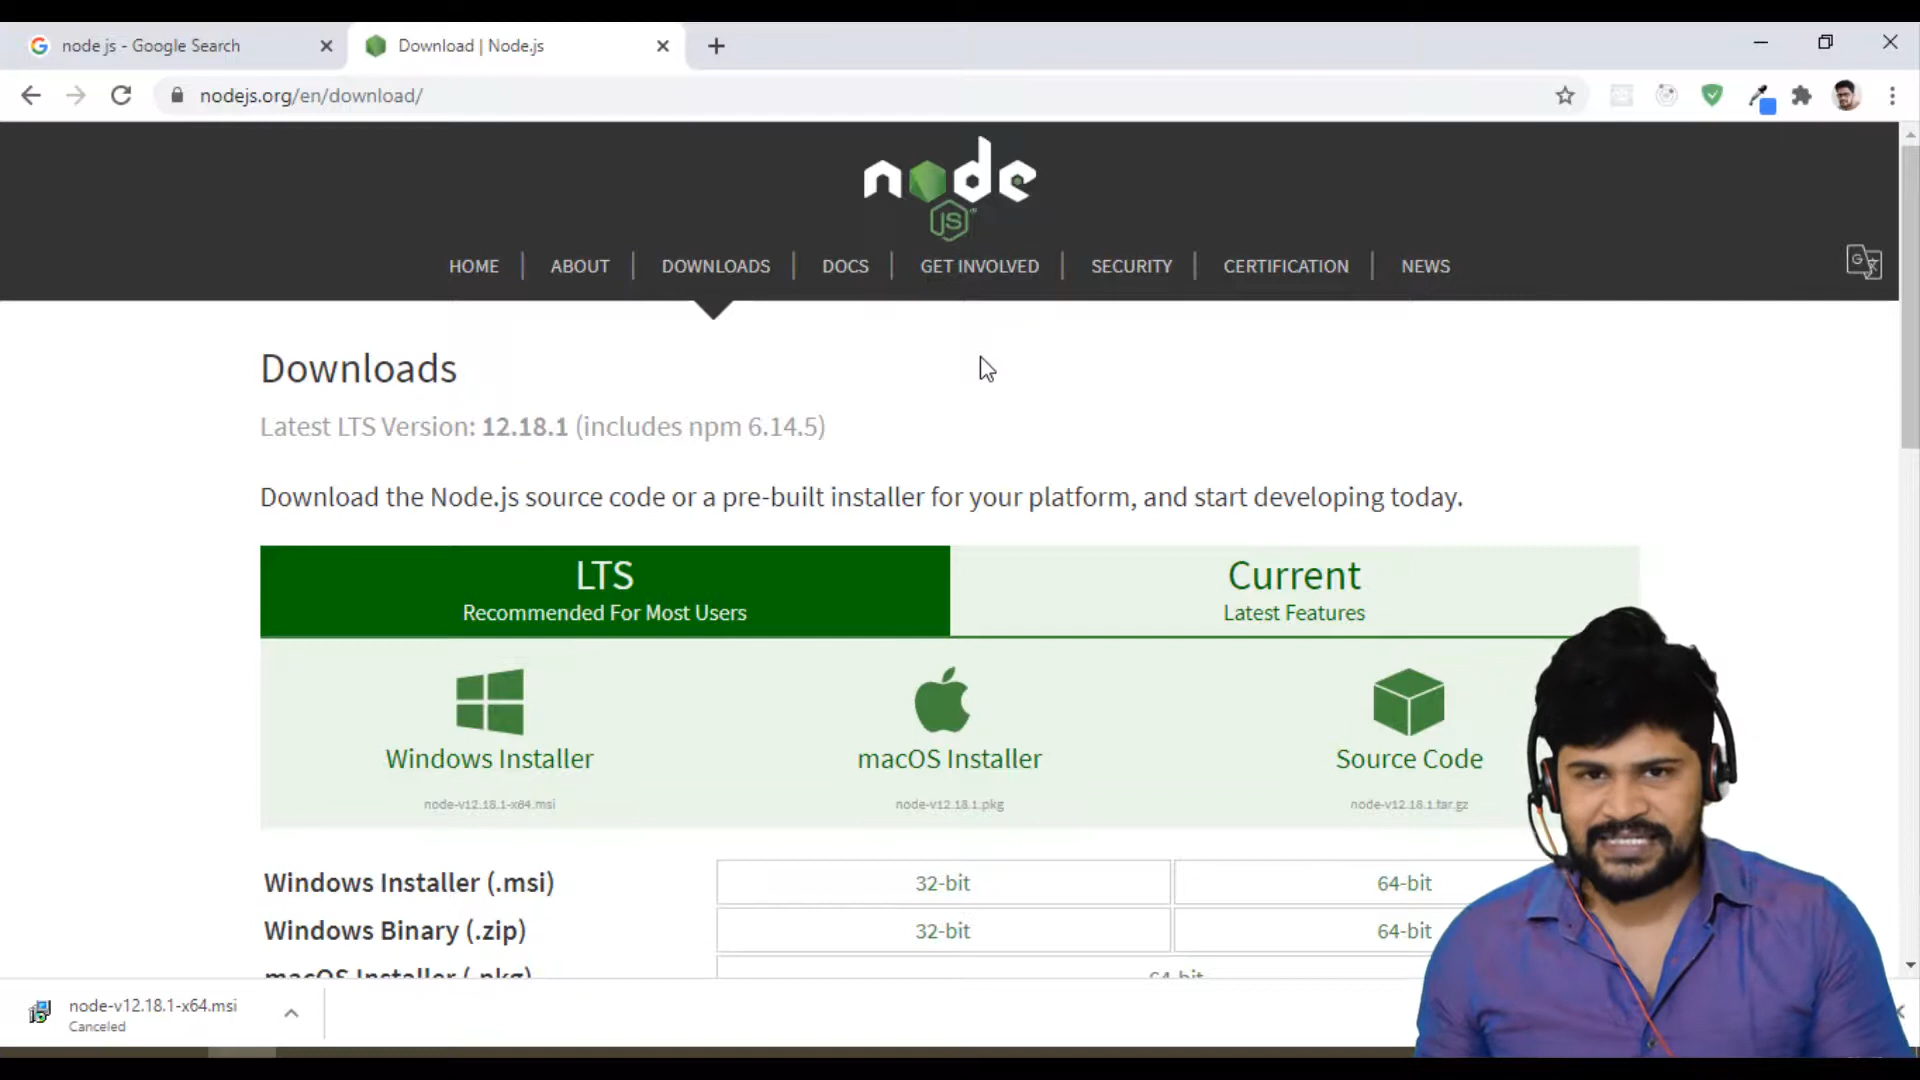 node js - Google Search
Download | Node.js
nodejs.org/en/download/
node
JS
HOME
ABOUT
DOWNLOADS
DOCS
GET INVOLVED
SECURITY
CERTIFICATION
NEWS
Downloads
Latest LTS Version: 12.18.1 (includes npm 6.14.5)
Download the Node.js source code or a pre-built installer for your platform, and start developing today.
LTS
Recommended For Most Users
Current
Latest Features
Windows Installer
node-v12.18.1-x64.msi
macOS Installer
node-v12.18.1.pkg
Source Code
node-v12.18.1.tar.gz
Windows Installer (.msi)
32-bit
64-bit
Windows Binary (.zip)
32-bit
64-bit
macOS Installer (.pkg)
64-bit
node-v12.18.1-x64.msi
Canceled